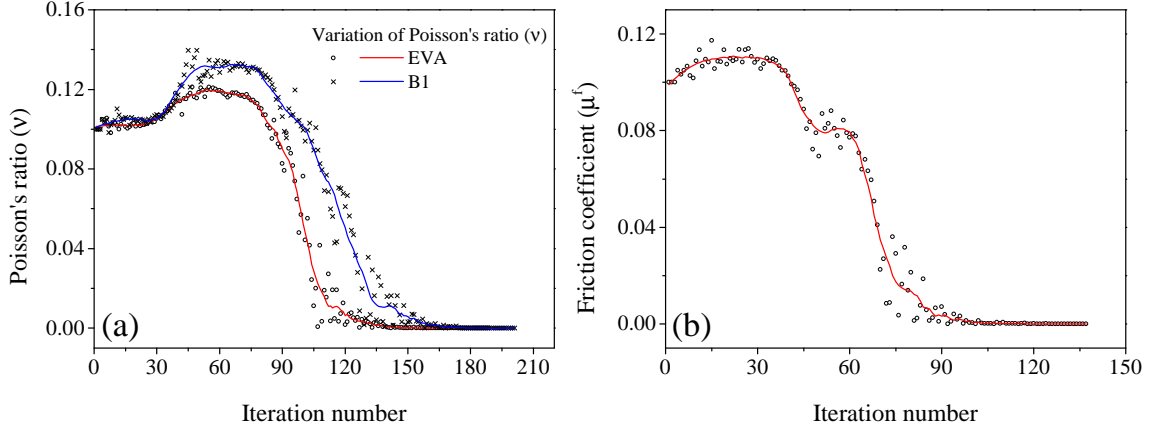 0.16
0.12
0.08
0.04
0.00
Poisson's ratio (ν)
Variation of Poisson's ratio (ν)
EVA
B1
(a)
0 30 60 90 120 150 180 210
Iteration number
0.12
0.08
0.04
0.00
Friction coefficient (μᶠ)
(b)
0 30 60 90 120 150
Iteration number